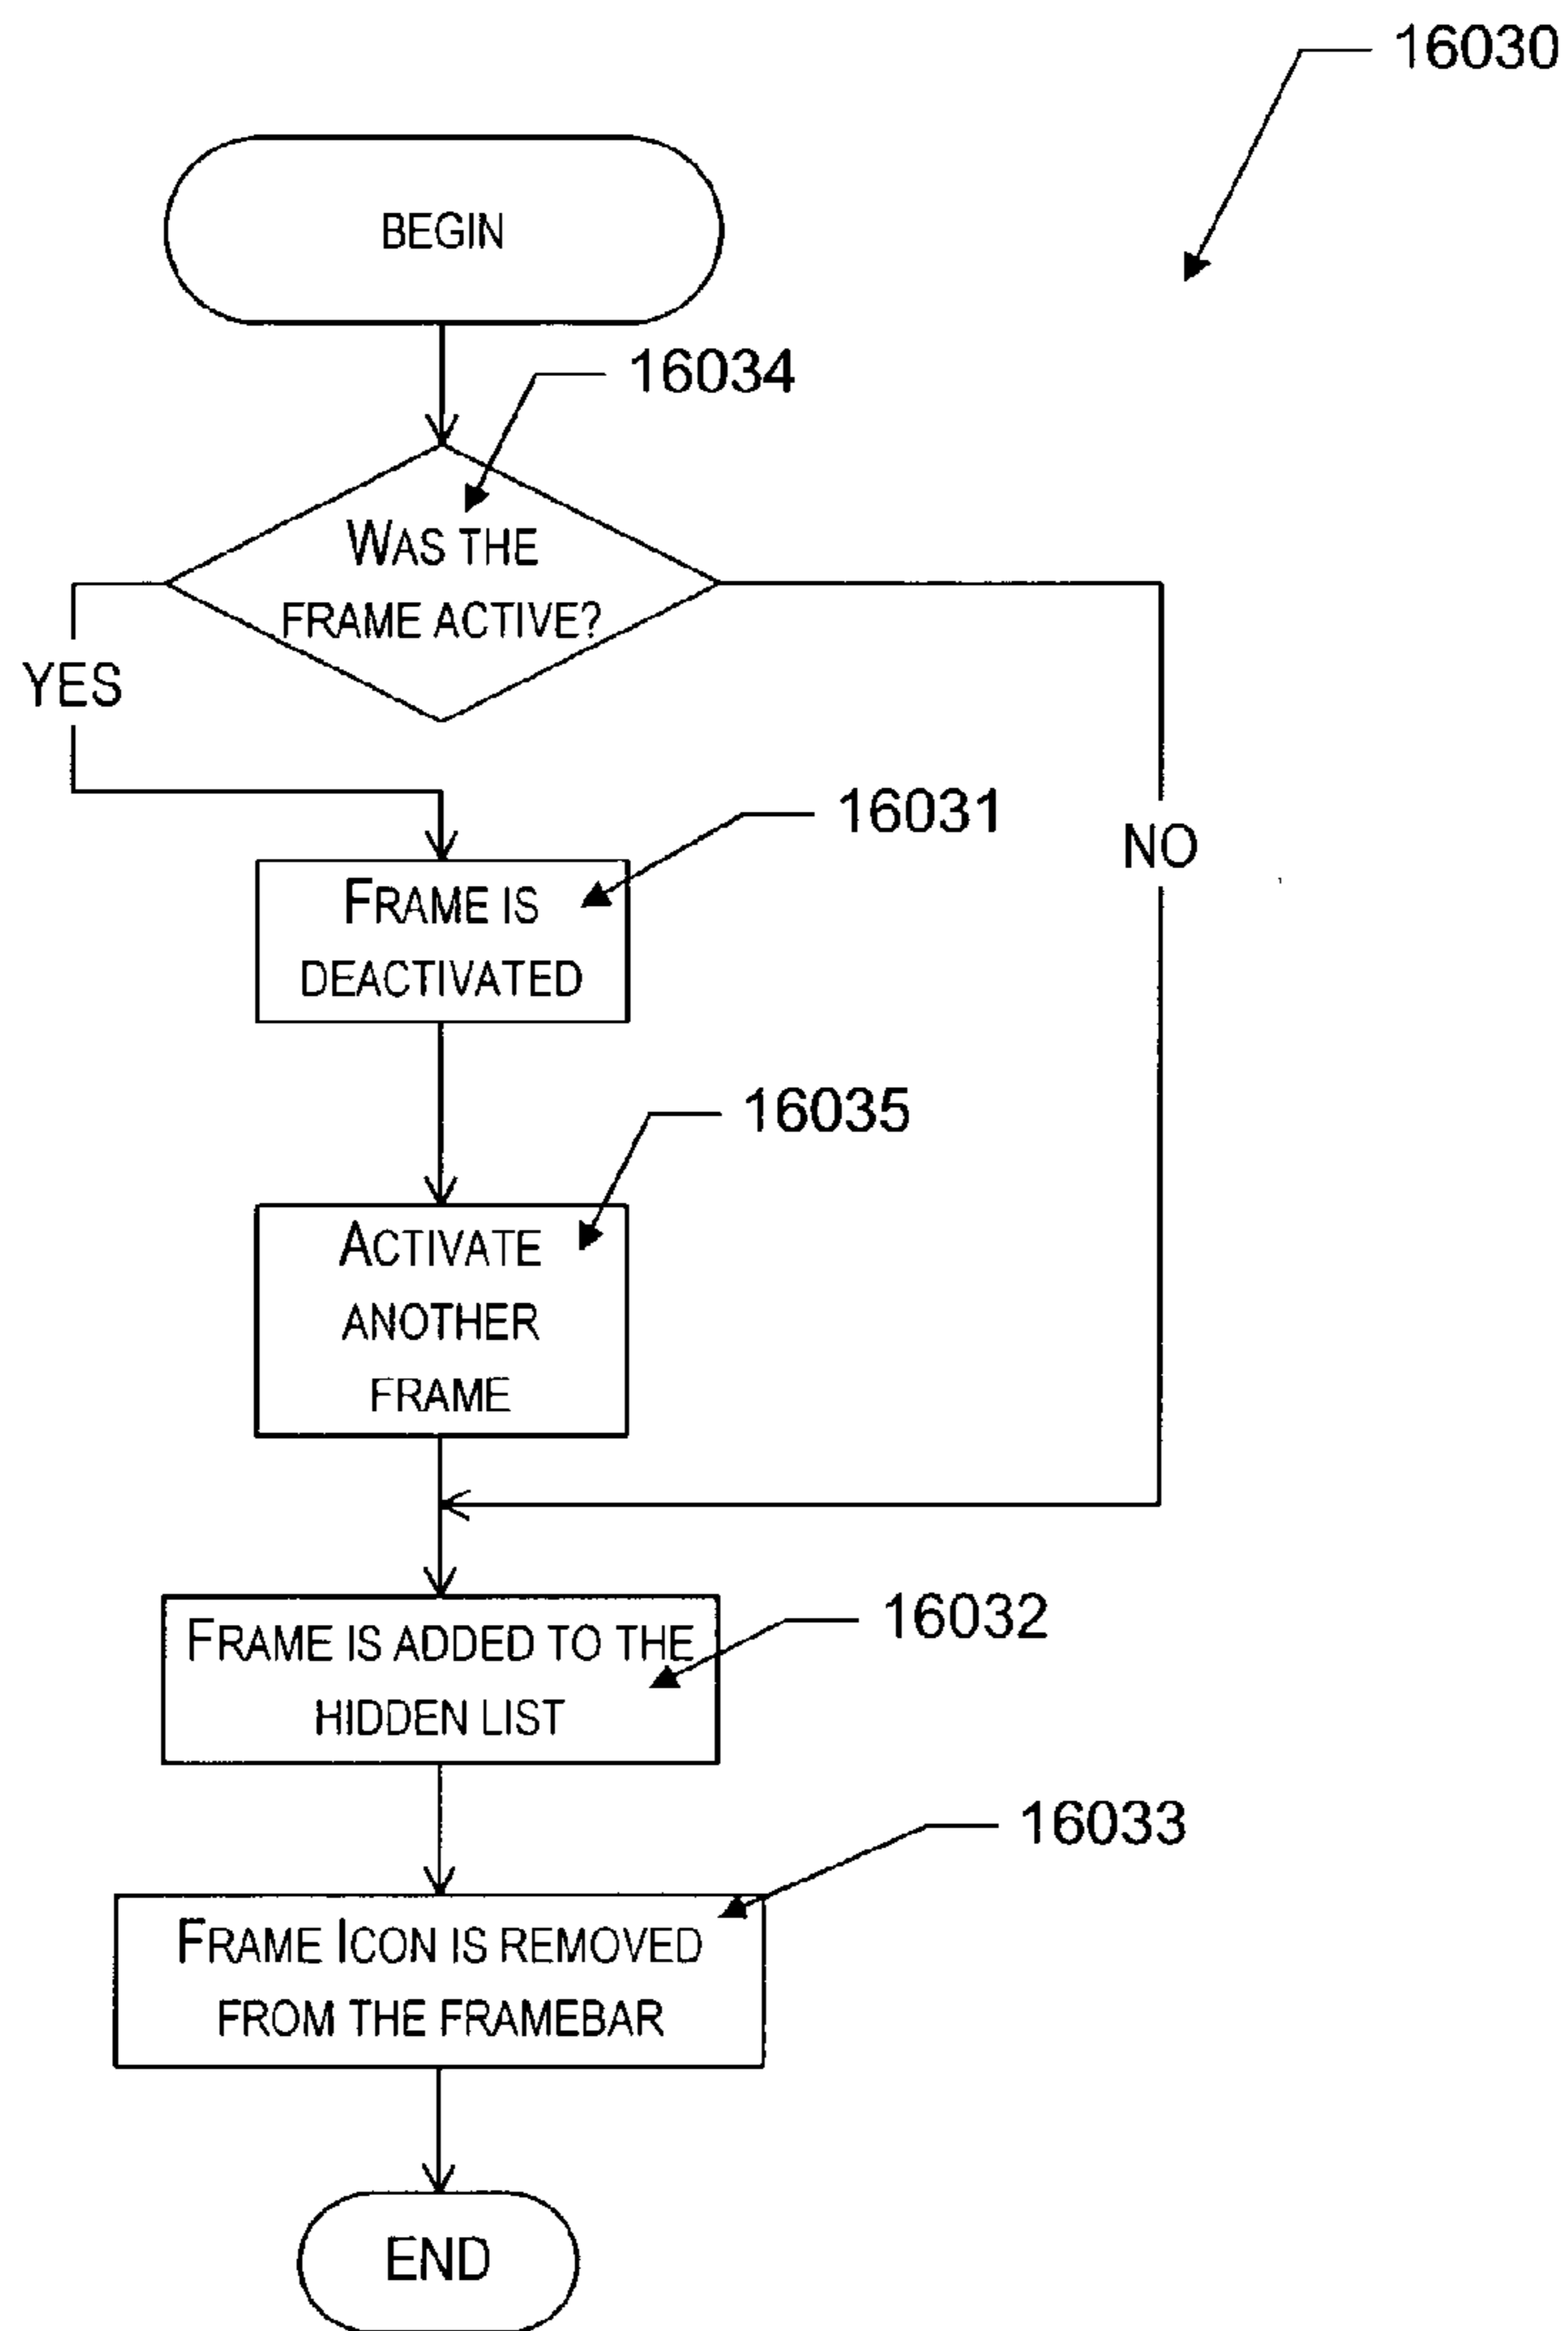 16030
BEGIN
16034
WAS THE
FRAME ACTIVE?
YES
16031
NO
FRAME IS
DEACTIVATED
16035
ACTIVATE
ANOTHER
FRAME
16032
FRAME IS ADDED TO THE
HIDDEN LIST
16033
FRAME ICON IS REMOVED
FROM THE FRAMEBAR
END